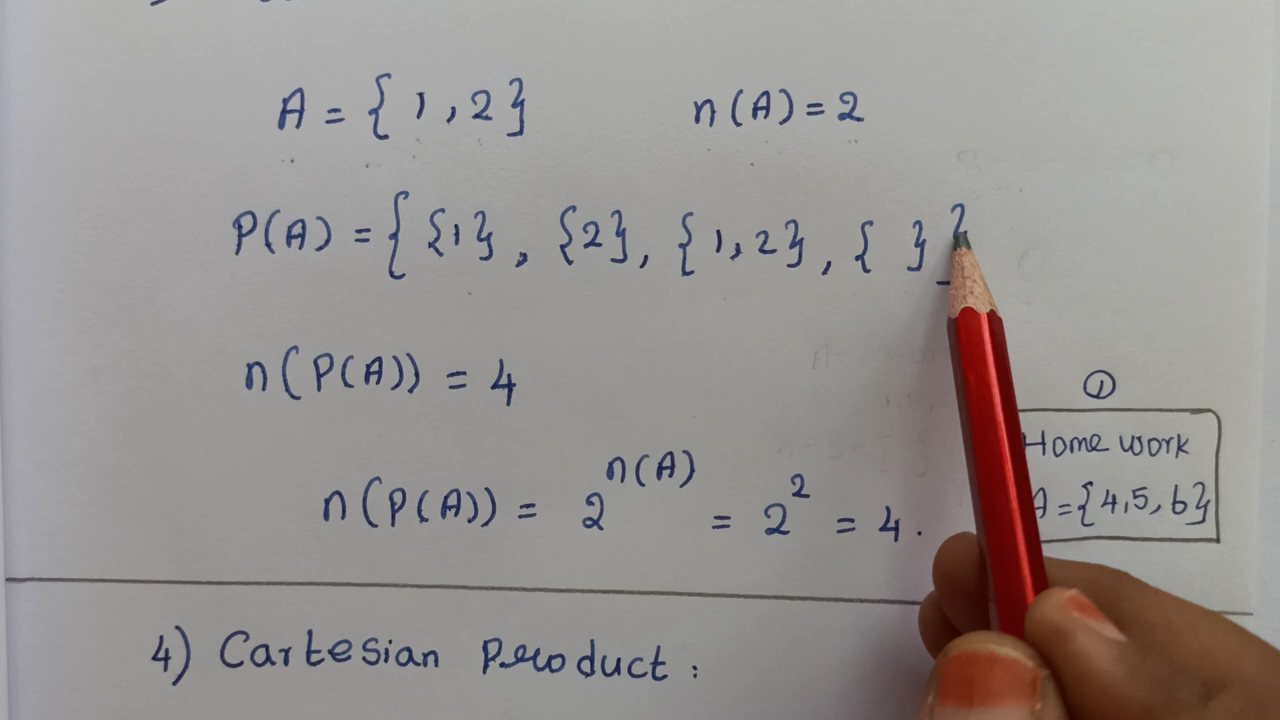 A = { 1 , 2 } n(A) = 2
P(A) = { {1} , {2} , { 1, 2} , { } }
n(P(A)) = 4
n(P(A)) = 2^n(A) = 2^2 = 4 .
①
Home work
A = {4,5,6}
4) Cartesian Product :